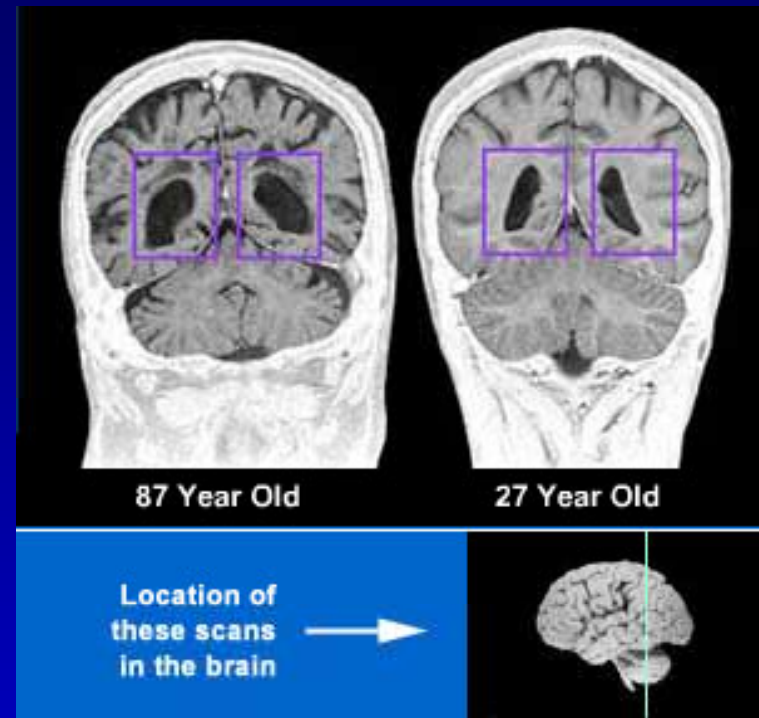 87 Year Old
27 Year Old
Location of
these scans
in the brain